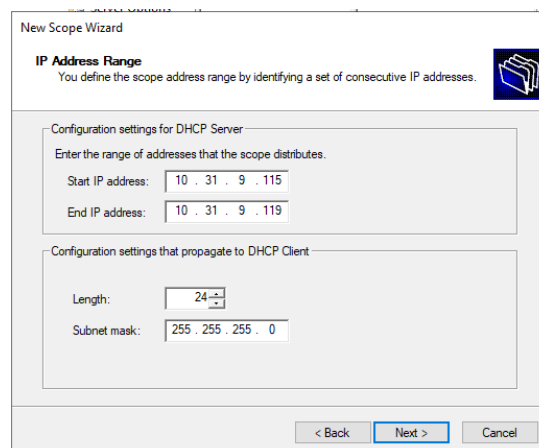 Server Options
New Scope Wizard
IP Address Range
You define the scope address range by identifying a set of consecutive IP addresses.
Configuration settings for DHCP Server
Enter the range of addresses that the scope distributes.
Start IP address: 10 . 31 . 9 . 115
End IP address: 10 . 31 . 9 . 119
Configuration settings that propagate to DHCP Client
Length: 24
Subnet mask: 255 . 255 . 255 . 0
< Back Next > Cancel